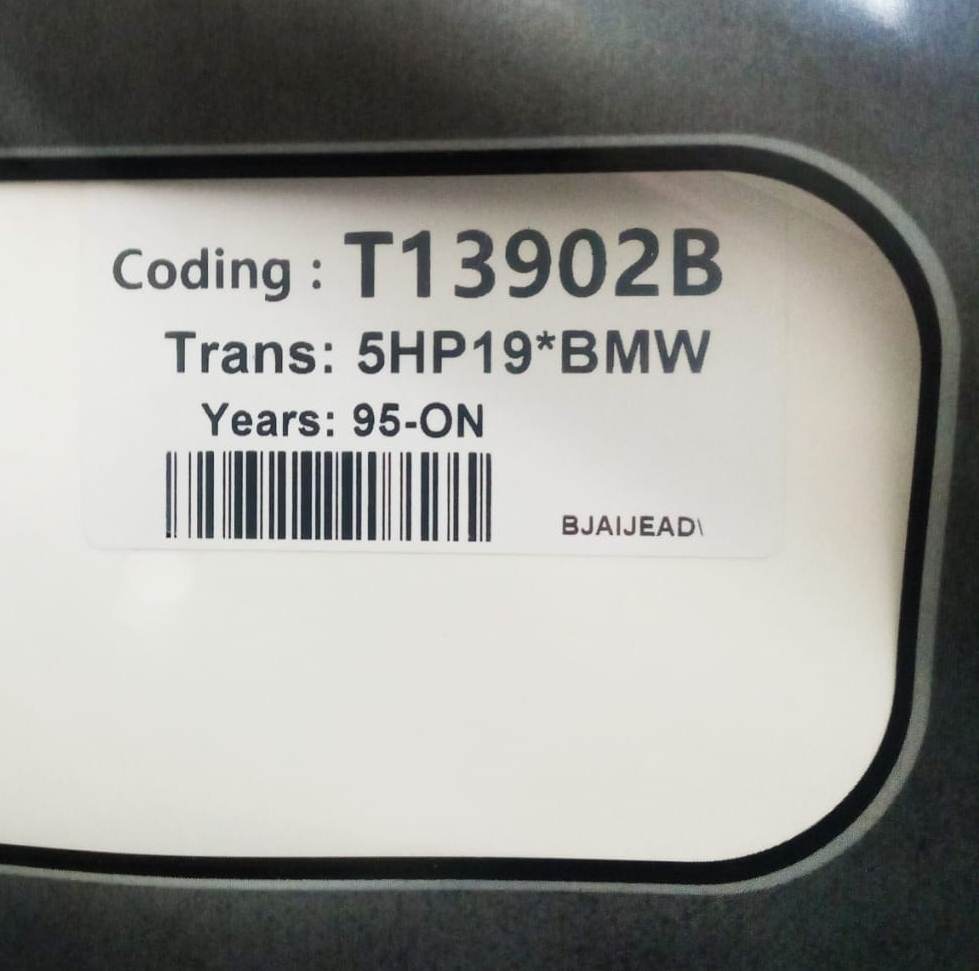 Coding : T13902B
Trans: 5HP19*BMW
Years: 95-ON
BJAIJEAD\